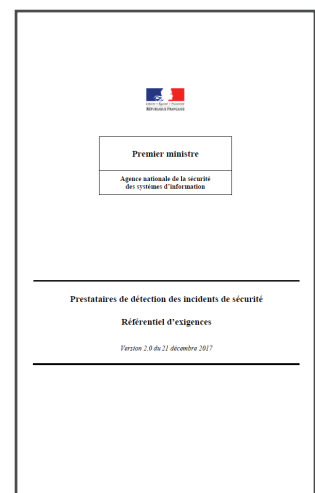 Liberté • Égalité • Fraternité
RÉPUBLIQUE FRANÇAISE
Premier ministre
Agence nationale de la sécurité
des systèmes d’information
Prestataires de détection des incidents de sécurité
Référentiel d’exigences
Version 2.0 du 21 décembre 2017